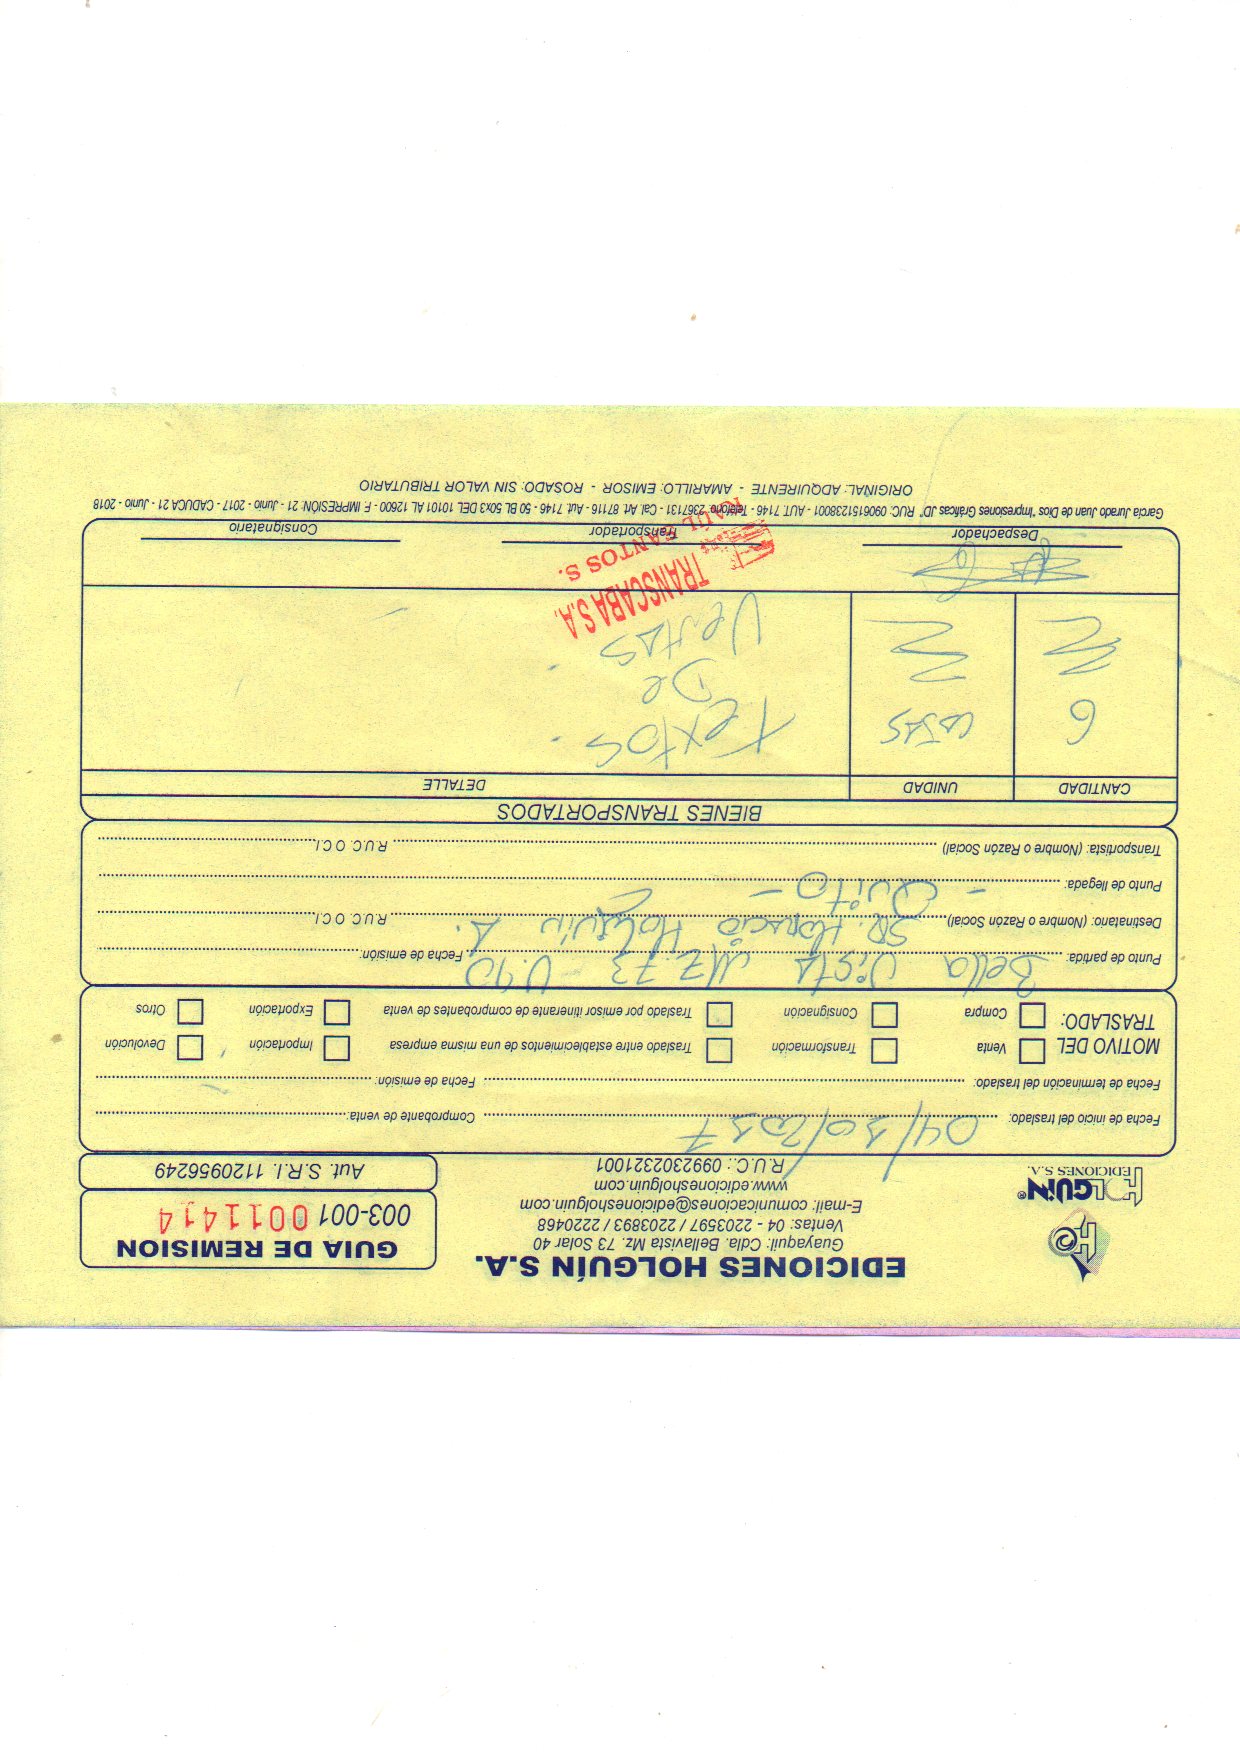 EDICIONES HOLGUÍN S.A.
Guayaquil: Cdla. Bellavista Mz. 73 Solar 40
Ventas: 04 - 2203597 / 2203893 / 2220468
E-mail: comunicaciones@edicionesholguin.com
www.edicionesholguin.com
R.U.C.: 0992302321001
HOLGUÍN®
EDICIONES S.A.
GUIA DE REMISION
003-001 0011414
Aut. S.R.I. 1120956249
Fecha de inicio del traslado: 04/10/2017 Comprobante de venta:
Fecha de terminación del traslado: Fecha de emisión:
MOTIVO DEL TRASLADO:
Venta Transformación Traslado entre establecimientos de una misma empresa Importación Devolución
Compra Consignación Traslado por emisor itinerante de comprobantes de venta Exportación Otros
Punto de partida: Bella Vista Mz. 73 - V. 40 Fecha de emisión:
Destinatario: (Nombre o Razón Social) SR. Horacio Holguín R.U.C. O C.I.
Punto de llegada: - Quito -
Transportista: (Nombre o Razón Social) R.U.C. O C.I.
BIENES TRANSPORTADOS
CANTIDAD UNIDAD DETALLE
6 cajas Textos.
De
Ventas
TRANSCABA S.A.
RAÚL SANTOS S.
Despachador Transportador Consignatario
García Jurado Juan de Dios "Impresiones Gráficas JD" RUC: 0906151238001 - AUT. 7146 - Teléfono: 2367131 - Cal. Art. 87116 - Aut. 7146 - 50 BL 50x3 DEL 10101 AL 12600 - F. IMPRESIÓN: 21 - Junio - 2017 - CADUCA 21 - Junio - 2018
ORIGINAL: ADQUIRENTE - AMARILLO: EMISOR - ROSADO: SIN VALOR TRIBUTARIO